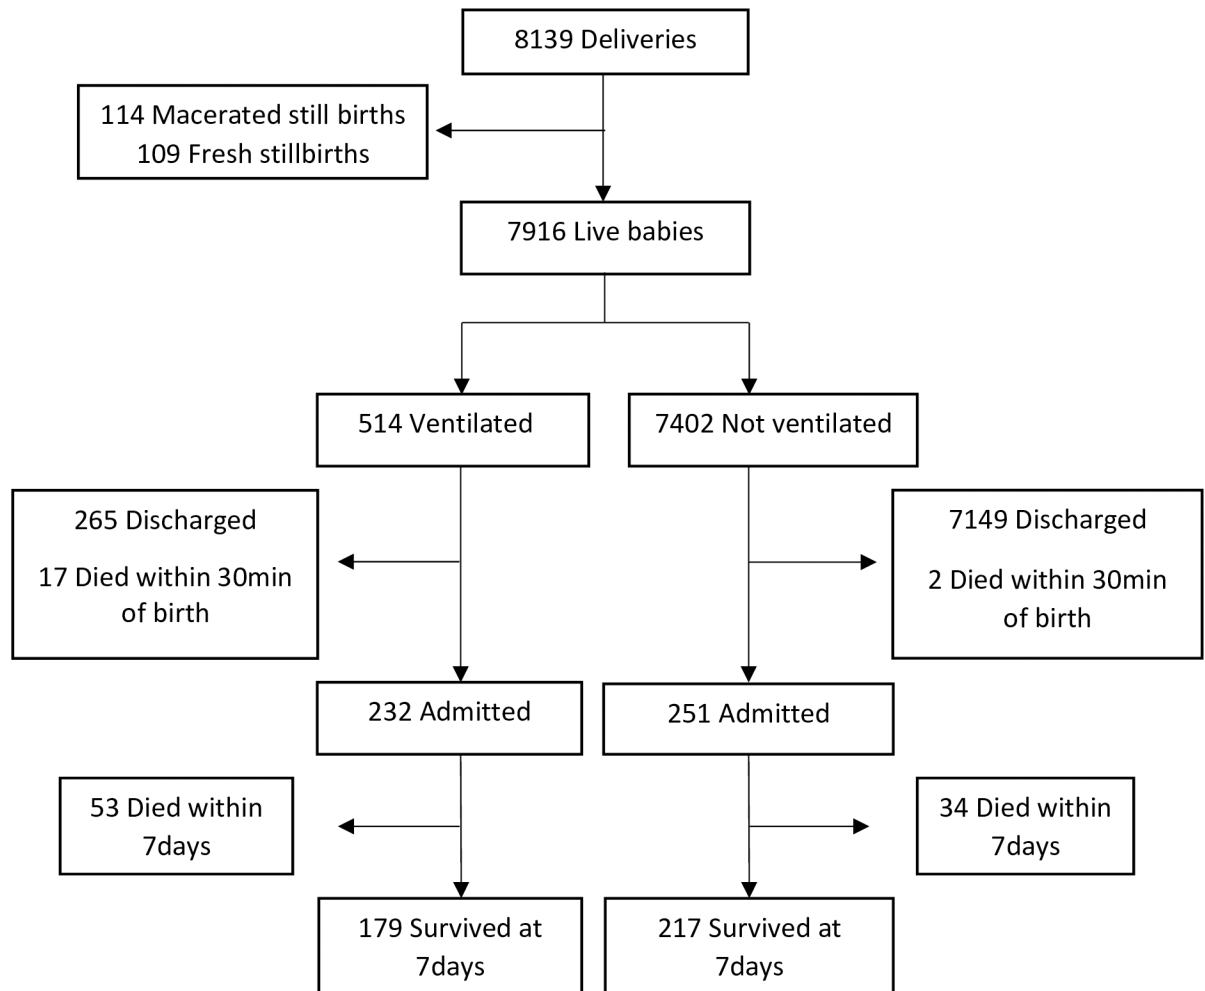 8139 Deliveries
114 Macerated still births
109 Fresh stillbirths
7916 Live babies
514 Ventilated
7402 Not ventilated
265 Discharged
17 Died within 30min
of birth
7149 Discharged
2 Died within 30min
of birth
232 Admitted
251 Admitted
53 Died within
7days
34 Died within
7days
179 Survived at
7days
217 Survived at
7days